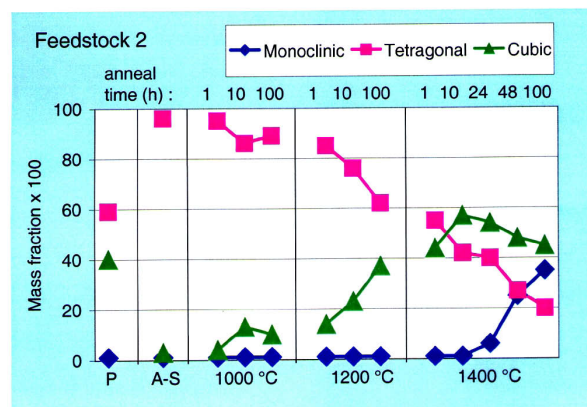 Feedstock 2
Monoclinic Tetragonal Cubic
anneal
time (h) : 1 10 100 1 10 100 1 10 24 48 100
Mass fraction x 100
100
80
60
40
20
0
P A-S 1000 °C 1200 °C 1400 °C